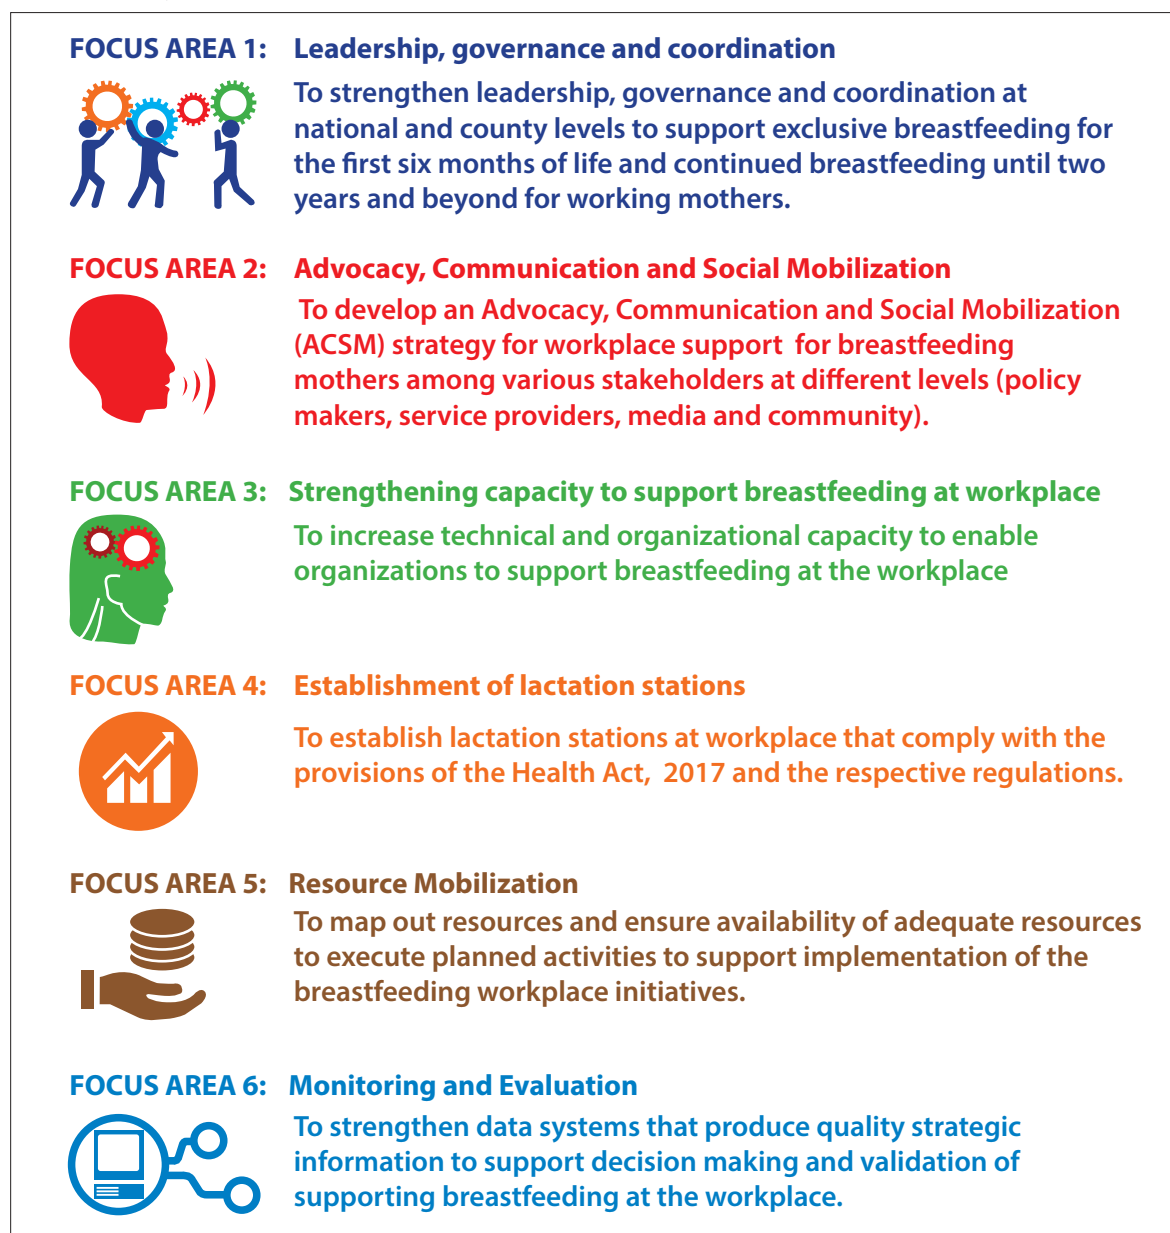 FOCUS AREA 1: Leadership, governance and coordination
To strengthen leadership, governance and coordination at
national and county levels to support exclusive breastfeeding for
the first six months of life and continued breastfeeding until two
years and beyond for working mothers.
FOCUS AREA 2: Advocacy, Communication and Social Mobilization
To develop an Advocacy, Communication and Social Mobilization
(ACSM) strategy for workplace support for breastfeeding
mothers among various stakeholders at different levels (policy
makers, service providers, media and community).
FOCUS AREA 3: Strengthening capacity to support breastfeeding at workplace
To increase technical and organizational capacity to enable
organizations to support breastfeeding at the workplace
FOCUS AREA 4: Establishment of lactation stations
To establish lactation stations at workplace that comply with the
provisions of the Health Act, 2017 and the respective regulations.
FOCUS AREA 5: Resource Mobilization
To map out resources and ensure availability of adequate resources
to execute planned activities to support implementation of the
breastfeeding workplace initiatives.
FOCUS AREA 6: Monitoring and Evaluation
To strengthen data systems that produce quality strategic
information to support decision making and validation of
supporting breastfeeding at the workplace.